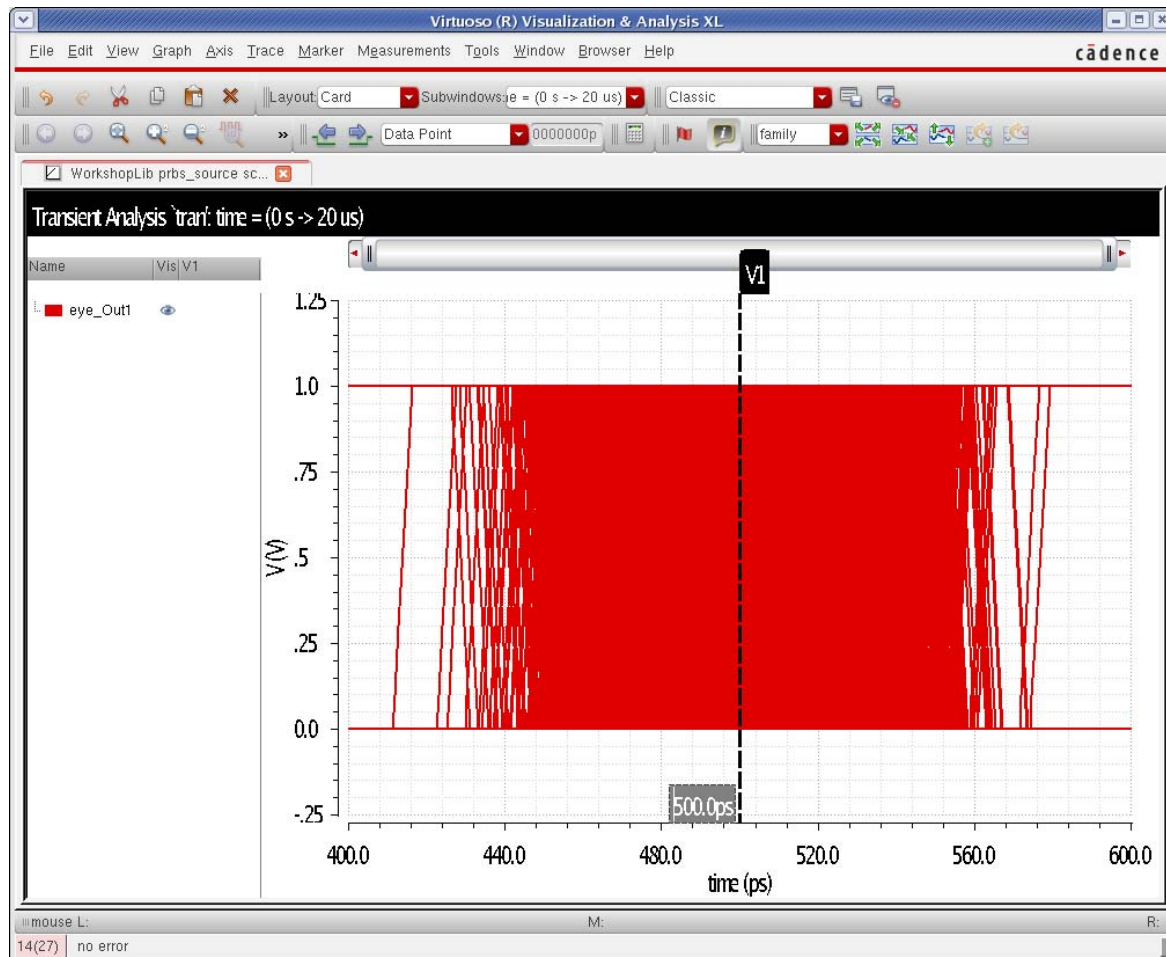 Virtuoso (R) Visualization & Analysis XL
File Edit View Graph Axis Trace Marker Measurements Tools Window Browser Help
cādence
Layout: Card Subwindows: e = (0 s -> 20 us) Classic
» Data Point 0000000p family
WorkshopLib prbs_source sc...
Transient Analysis `tran': time = (0 s -> 20 us)
Name Vis V1
eye_Out1
V1
1.25
1.0
.75
.5
.25
0.0
-.25
V (V)
500.0ps
400.0 440.0 480.0 520.0 560.0 600.0
time (ps)
mouse L: M: R:
14(27) no error